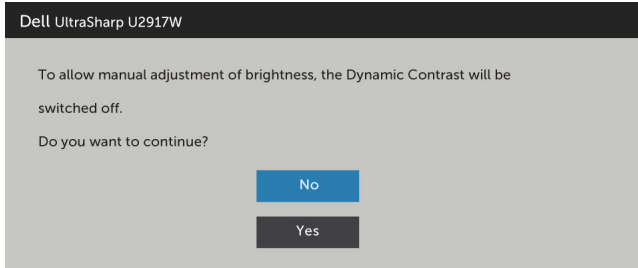 Dell UltraSharp U2917W
To allow manual adjustment of brightness, the Dynamic Contrast will be
switched off.
Do you want to continue?
No
Yes